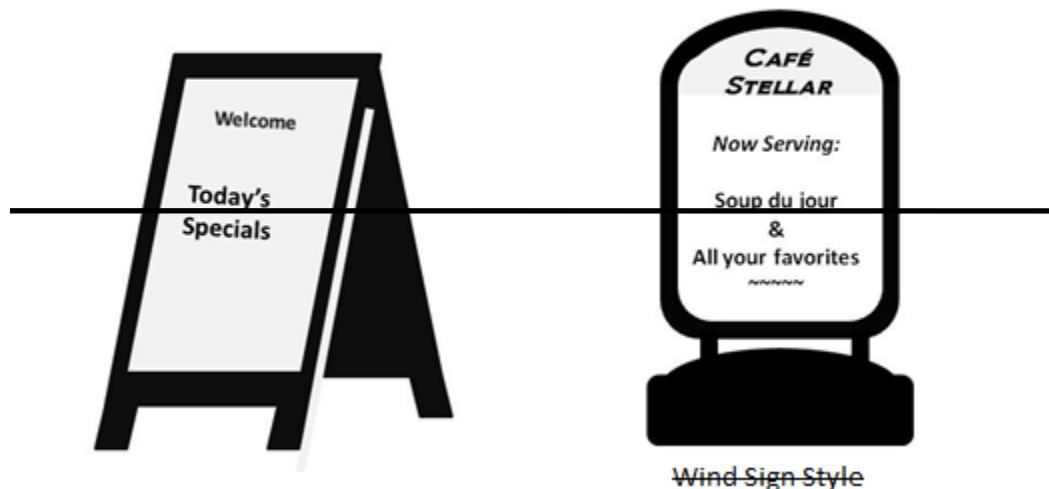 Welcome
Today's
Specials
CAFÉ
STELLAR
Now Serving:
Soup du jour
&
All your favorites
~~~~~
Wind Sign Style